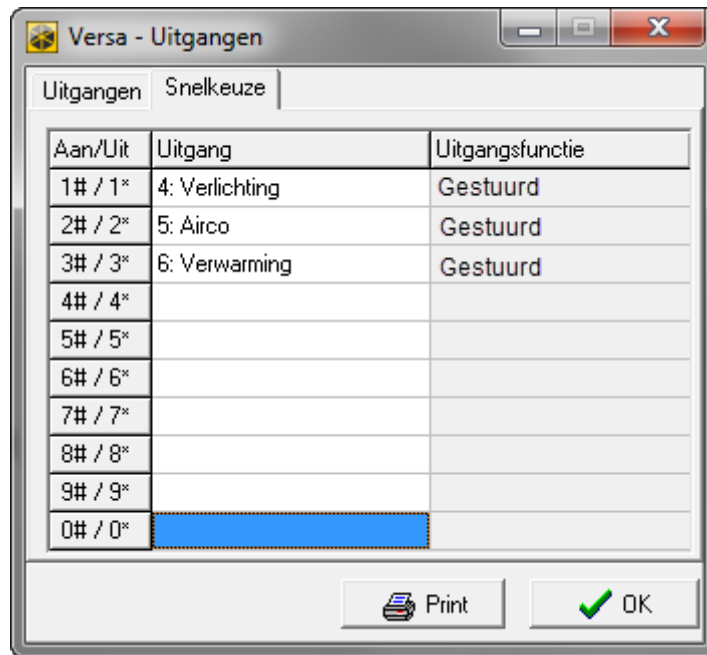 Versa - Uitgangen
Uitgangen Snelkeuze
Aan/Uit Uitgang Uitgangsfunctie
1# / 1* 4: Verlichting Gestuurd
2# / 2* 5: Airco Gestuurd
3# / 3* 6: Verwarming Gestuurd
4# / 4*
5# / 5*
6# / 6*
7# / 7*
8# / 8*
9# / 9*
0# / 0*
Print OK